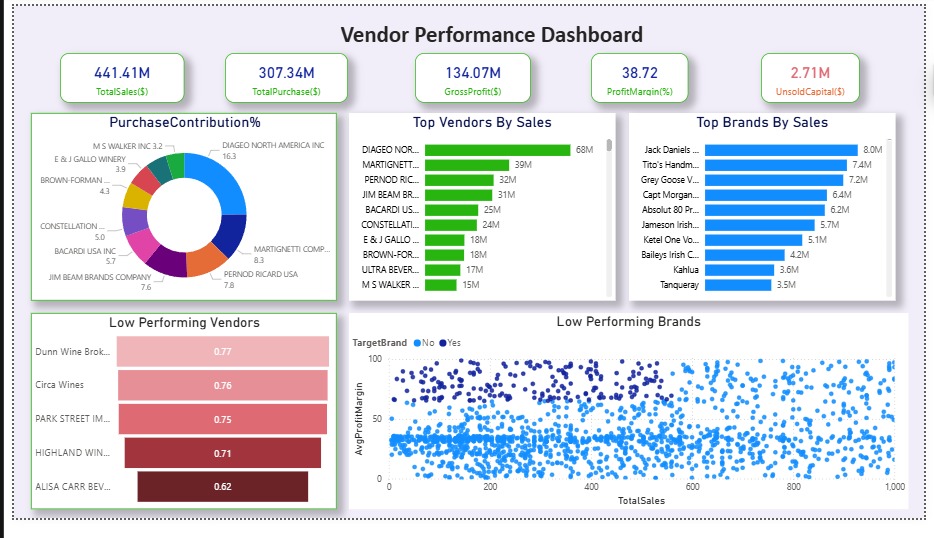 Vendor Performance Dashboard
441.41M
TotalSales($)
307.34M
TotalPurchase($)
134.07M
GrossProfit($)
38.72
ProfitMargin(%)
2.71M
UnsoldCapital($)
PurchaseContribution%
M S WALKER INC 3.2
DIAGEO NORTH AMERICA INC
16.3
E & J GALLO WINERY
3.9
BROWN-FORMAN ...
4.3
CONSTELLATION ...
5.0
BACARDI USA INC
5.7
JIM BEAM BRANDS COMPANY
7.6
PERNOD RICARD USA
7.8
MARTIGNETTI COMP...
8.3
Top Vendors By Sales
DIAGEO NOR... 68M
MARTIGNETT... 39M
PERNOD RIC... 32M
JIM BEAM BR... 31M
BACARDI US... 25M
CONSTELLATI... 24M
E & J GALLO ... 18M
BROWN-FOR... 18M
ULTRA BEVER... 17M
M S WALKER ... 15M
Top Brands By Sales
Jack Daniels ... 8.0M
Tito's Handm... 7.4M
Grey Goose V... 7.2M
Capt Morgan... 6.4M
Absolut 80 Pr... 6.2M
Jameson Irish... 5.7M
Ketel One Vo... 5.1M
Baileys Irish C... 4.2M
Kahlua 3.6M
Tanqueray 3.5M
Low Performing Vendors
Dunn Wine Brok... 0.77
Circa Wines 0.76
PARK STREET IM... 0.75
HIGHLAND WIN... 0.71
ALISA CARR BEV... 0.62
Low Performing Brands
TargetBrand No Yes
AvgProfitMargin
100
50
0
0 200 400 600 800 1,000
TotalSales